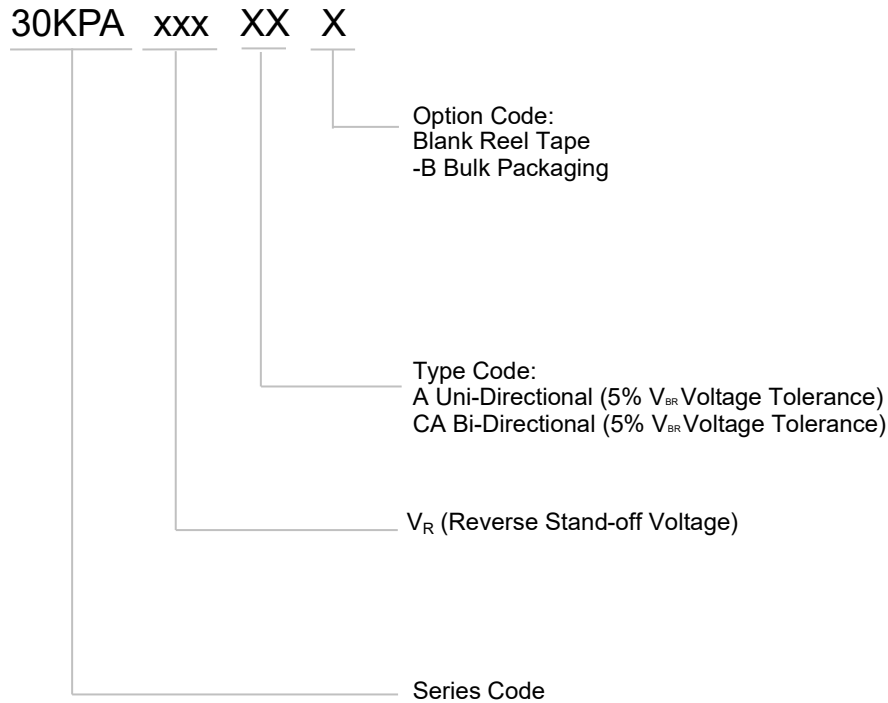 30KPA xxx XX X
Option Code:
Blank Reel Tape
-B Bulk Packaging
Type Code:
A Uni-Directional (5% VBR Voltage Tolerance)
CA Bi-Directional (5% VBR Voltage Tolerance)
VR (Reverse Stand-off Voltage)
Series Code